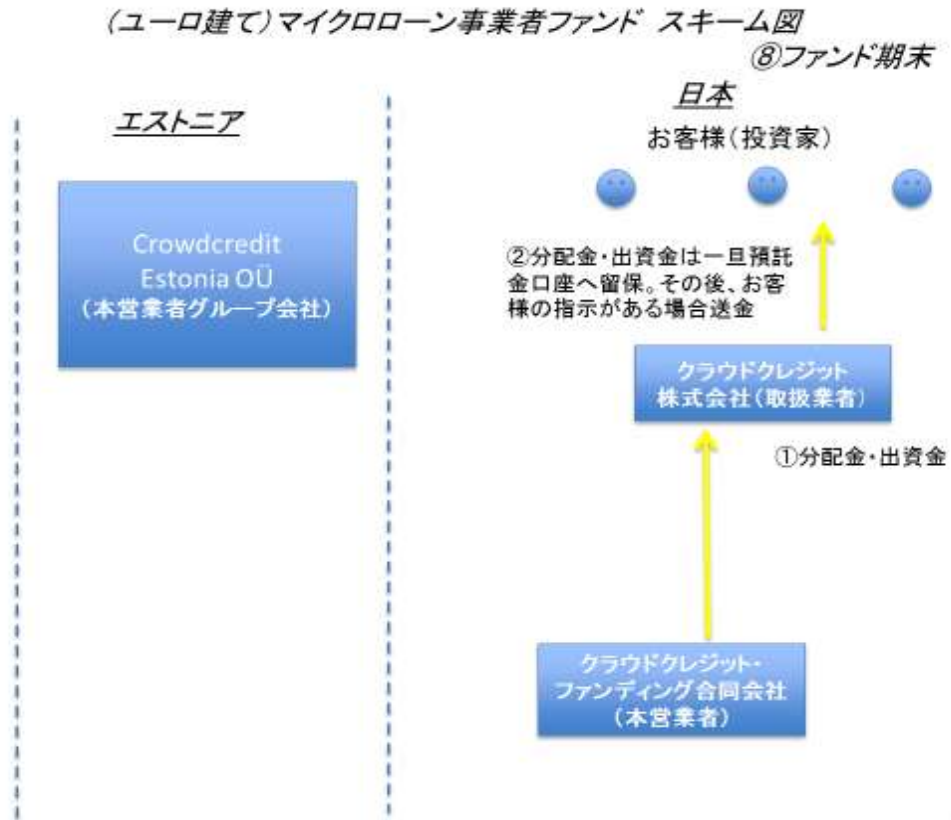 (ユーロ建て)マイクロローン事業者ファンド スキーム図
⑧ファンド期末
エストニア
日本
お客様(投資家)
Crowdcredit
Estonia OÜ
(本営業者グループ会社)
②分配金・出資金は一旦預託
金口座へ留保。その後、お客
様の指示がある場合送金
クラウドクレジット
株式会社(取扱業者)
①分配金・出資金
クラウドクレジット・
ファンディング合同会社
(本営業者)